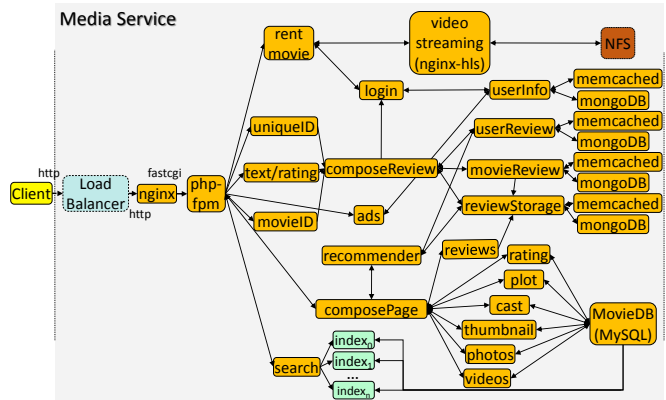 Media Service
rent
movie
video
streaming
(nginx-hls)
NFS
login
userInfo
memcached
mongoDB
uniqueID
userReview
memcached
mongoDB
http
fastcgi
text/rating
composeReview
movieReview
memcached
mongoDB
Client
Load
Balancer
http
nginx
php-
fpm
movieID
ads
reviewStorage
memcached
mongoDB
recommender
reviews
rating
composePage
plot
cast
MovieDB
(MySQL)
thumbnail
photos
videos
search
indexn
index1
...
indexn